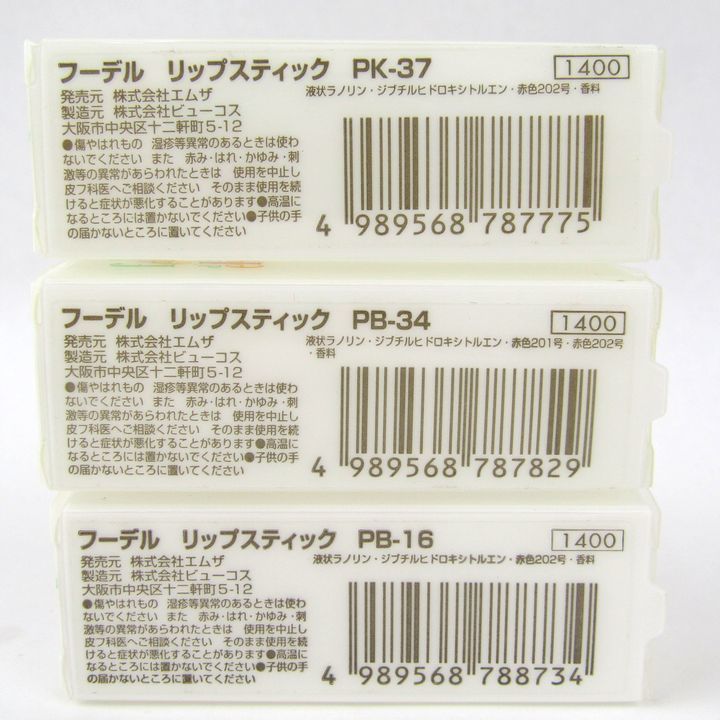 フーデル リップスティック PK-37
1400
発売元 株式会社エムザ
製造元 株式会社ビューコス
大阪市中央区十二軒町5-12
液状ラノリン・ジブチルヒドロキシトルエン・赤色202号・香料
●傷やはれもの 湿疹等異常のあるときは使わ
ないでください また 赤み・はれ・かゆみ・刺
激等の異常があらわれたときは 使用を中止し
皮フ科医へご相談ください そのまま使用を続
けると症状が悪化することがあります●高温に
なるところには置かないでください●子供の手
の届かないところに置いてください
4 989568 787775
フーデル リップスティック PB-34
1400
発売元 株式会社エムザ
製造元 株式会社ビューコス
大阪市中央区十二軒町5-12
液状ラノリン・ジブチルヒドロキシトルエン・赤色201号・赤色202号
・香料
●傷やはれもの 湿疹等異常のあるときは使わ
ないでください また 赤み・はれ・かゆみ・刺
激等の異常があらわれたときは 使用を中止し
皮フ科医へご相談ください そのまま使用を続
けると症状が悪化することがあります●高温に
なるところには置かないでください●子供の手
の届かないところに置いてください
4 989568 787829
フーデル リップスティック PB-16
1400
発売元 株式会社エムザ
製造元 株式会社ビューコス
大阪市中央区十二軒町5-12
液状ラノリン・ジブチルヒドロキシトルエン・赤色202号・香料
●傷やはれもの 湿疹等異常のあるときは使わ
ないでください また 赤み・はれ・かゆみ・刺
激等の異常があらわれたときは 使用を中止し
皮フ科医へご相談ください そのまま使用を続
けると症状が悪化することがあります●高温に
なるところには置かないでください●子供の手
の届かないところに置いてください
4 989568 788734